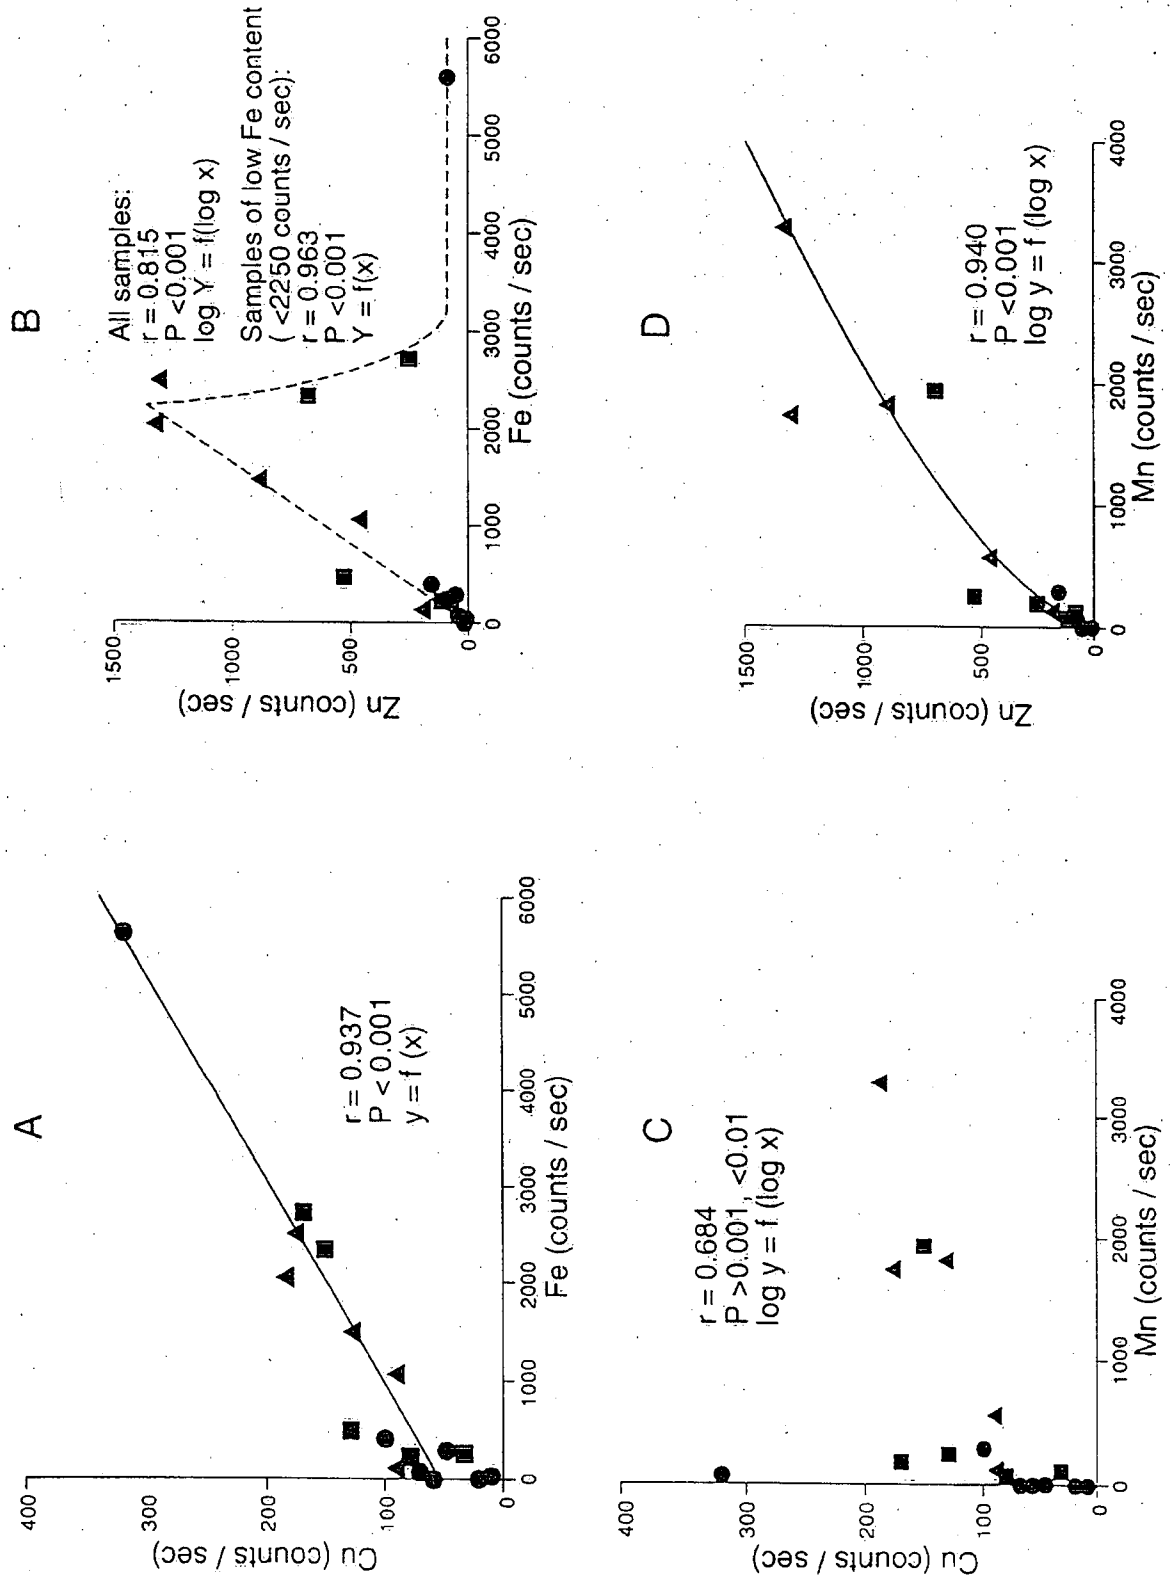 A
400
300
200
100
0
Cu (counts / sec)
r = 0.937
P < 0.001
y = f (x)
0
1000
2000
3000
4000
5000
6000
Fe (counts / sec)
B
1500
1000
500
0
Zn (counts / sec)
All samples:
r = 0.815
P <0.001
log Y = f(log x)
Samples of low Fe content
( <2250 counts / sec):
r = 0.963
P <0.001
Y = f(x)
0
1000
2000
3000
4000
5000
6000
Fe (counts / sec)
C
400
300
200
100
0
Cu (counts / sec)
r = 0.684
P >0.001, <0.01
log y = f (log x)
0
1000
2000
3000
4000
Mn (counts / sec)
D
1500
1000
500
0
Zn (counts / sec)
r = 0.940
P <0.001
log y = f (log x)
0
1000
2000
3000
4000
Mn (counts / sec)